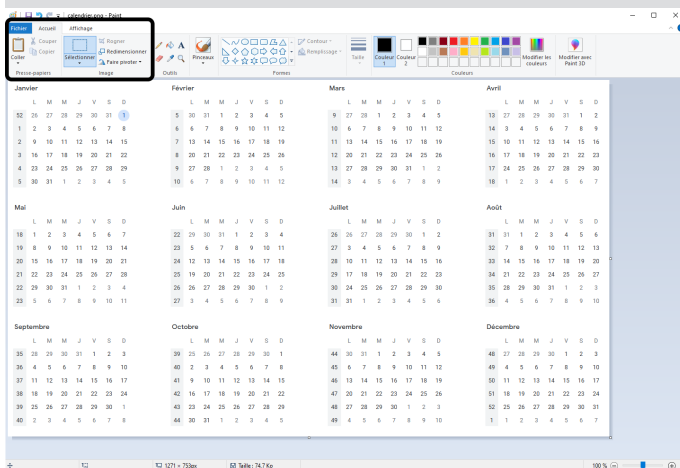 calendrier.png - Paint
Fichier Accueil Affichage
Coller
Couper
Copier
Presse-papiers
Sélectionner
Rogner
Redimensionner
Faire pivoter
Image
A
Outils
Pinceaux
Contour
Remplissage
Formes
Taille
Couleur 1
Couleur 2
Modifier les couleurs
Couleurs
Modifier avec Paint 3D
Janvier
L M M J V S D
52 26 27 28 29 30 31 1
1 2 3 4 5 6 7 8
2 9 10 11 12 13 14 15
3 16 17 18 19 20 21 22
4 23 24 25 26 27 28 29
5 30 31 1 2 3 4 5
Février
L M M J V S D
5 30 31 1 2 3 4 5
6 6 7 8 9 10 11 12
7 13 14 15 16 17 18 19
8 20 21 22 23 24 25 26
9 27 28 1 2 3 4 5
10 6 7 8 9 10 11 12
Mars
L M M J V S D
9 27 28 1 2 3 4 5
10 6 7 8 9 10 11 12
11 13 14 15 16 17 18 19
12 20 21 22 23 24 25 26
13 27 28 29 30 31 1 2
14 3 4 5 6 7 8 9
Avril
L M M J V S D
13 27 28 29 30 31 1 2
14 3 4 5 6 7 8 9
15 10 11 12 13 14 15 16
16 17 18 19 20 21 22 23
17 24 25 26 27 28 29 30
18 1 2 3 4 5 6 7
Mai
L M M J V S D
18 1 2 3 4 5 6 7
19 8 9 10 11 12 13 14
20 15 16 17 18 19 20 21
21 22 23 24 25 26 27 28
22 29 30 31 1 2 3 4
23 5 6 7 8 9 10 11
Juin
L M M J V S D
22 29 30 31 1 2 3 4
23 5 6 7 8 9 10 11
24 12 13 14 15 16 17 18
25 19 20 21 22 23 24 25
26 26 27 28 29 30 1 2
27 3 4 5 6 7 8 9
Juillet
L M M J V S D
26 26 27 28 29 30 1 2
27 3 4 5 6 7 8 9
28 10 11 12 13 14 15 16
29 17 18 19 20 21 22 23
30 24 25 26 27 28 29 30
31 31 1 2 3 4 5 6
Août
L M M J V S D
31 31 1 2 3 4 5 6
32 7 8 9 10 11 12 13
33 14 15 16 17 18 19 20
34 21 22 23 24 25 26 27
35 28 29 30 31 1 2 3
36 4 5 6 7 8 9 10
Septembre
L M M J V S D
35 28 29 30 31 1 2 3
36 4 5 6 7 8 9 10
37 11 12 13 14 15 16 17
38 18 19 20 21 22 23 24
39 25 26 27 28 29 30 1
40 2 3 4 5 6 7 8
Octobre
L M M J V S D
39 25 26 27 28 29 30 1
40 2 3 4 5 6 7 8
41 9 10 11 12 13 14 15
42 16 17 18 19 20 21 22
43 23 24 25 26 27 28 29
44 30 31 1 2 3 4 5
Novembre
L M M J V S D
44 30 31 1 2 3 4 5
45 6 7 8 9 10 11 12
46 13 14 15 16 17 18 19
47 20 21 22 23 24 25 26
48 27 28 29 30 1 2 3
49 4 5 6 7 8 9 10
Décembre
L M M J V S D
48 27 28 29 30 1 2 3
49 4 5 6 7 8 9 10
50 11 12 13 14 15 16 17
51 18 19 20 21 22 23 24
52 25 26 27 28 29 30 31
1 1 2 3 4 5 6 7
1271 × 753px Taille : 74.7 Ko 100 %